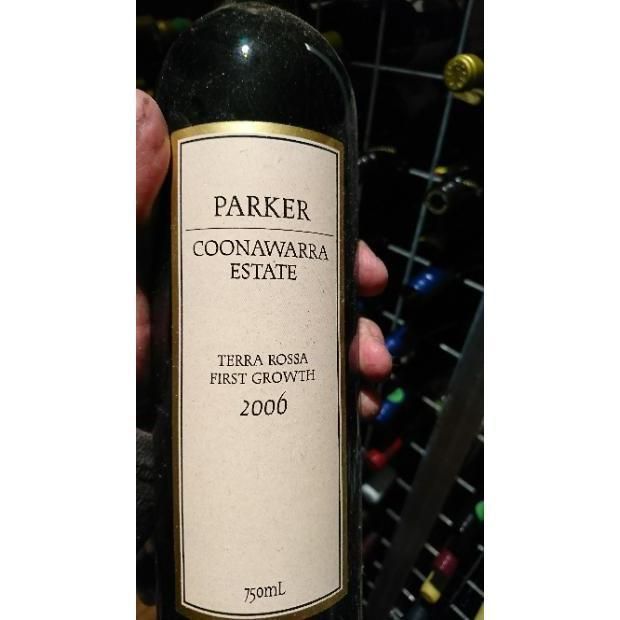 PARKER
COONAWARRA
ESTATE
TERRA ROSSA
FIRST GROWTH
2006
750mL